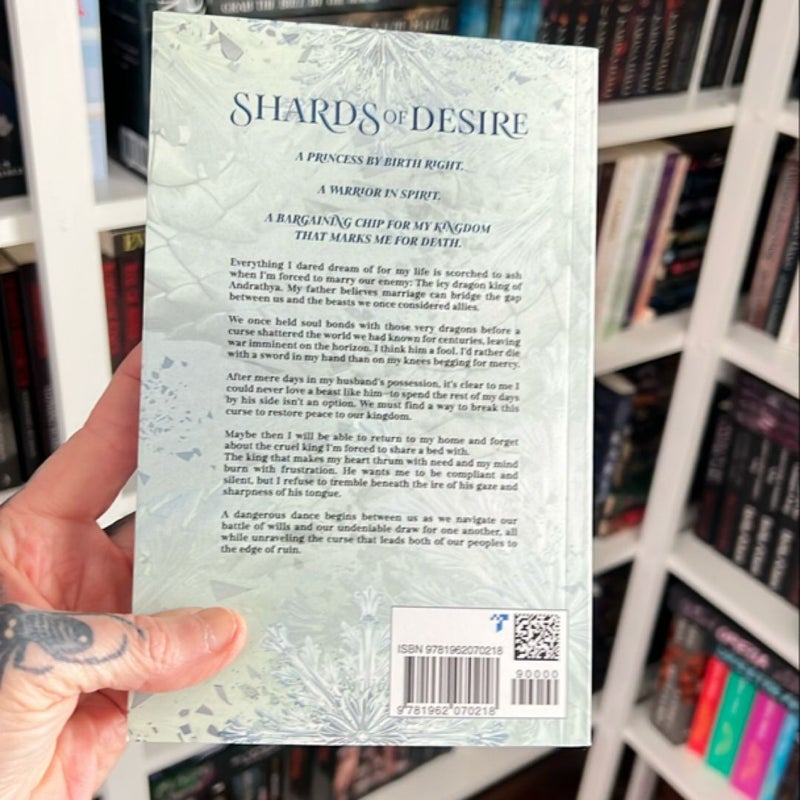 SHARDS OF DESIRE
A PRINCESS BY BIRTH RIGHT.
A WARRIOR IN SPIRIT.
A BARGAINING CHIP FOR MY KINGDOM
THAT MARKS ME FOR DEATH.
Everything I dared dream of for my life is scorched to ash
when I'm forced to marry our enemy: The icy dragon king of
Andrathya. My father believes marriage can bridge the gap
between us and the beasts we once considered allies.
We once held soul bonds with those very dragons before a
curse shattered the world we had known for centuries, leaving
war imminent on the horizon. I think him a fool. I'd rather die
with a sword in my hand than on my knees begging for mercy.
After mere days in my husband's possession, it's clear to me I
could never love a beast like him—to spend the rest of my days
by his side isn't an option. We must find a way to break this
curse to restore peace to our kingdom.
Maybe then I will be able to return to my home and forget
about the cruel king I'm forced to share a bed with.
The king that makes my heart thrum with need and my mind
burn with frustration. He wants me to be compliant and
silent, but I refuse to tremble beneath the ire of his gaze and
sharpness of his tongue.
A dangerous dance begins between us as we navigate our
battle of wills and our undeniable draw for one another, all
while unraveling the curse that leads both of our peoples to
the edge of ruin.
ISBN 9781962070218
90000
9 781962 070218